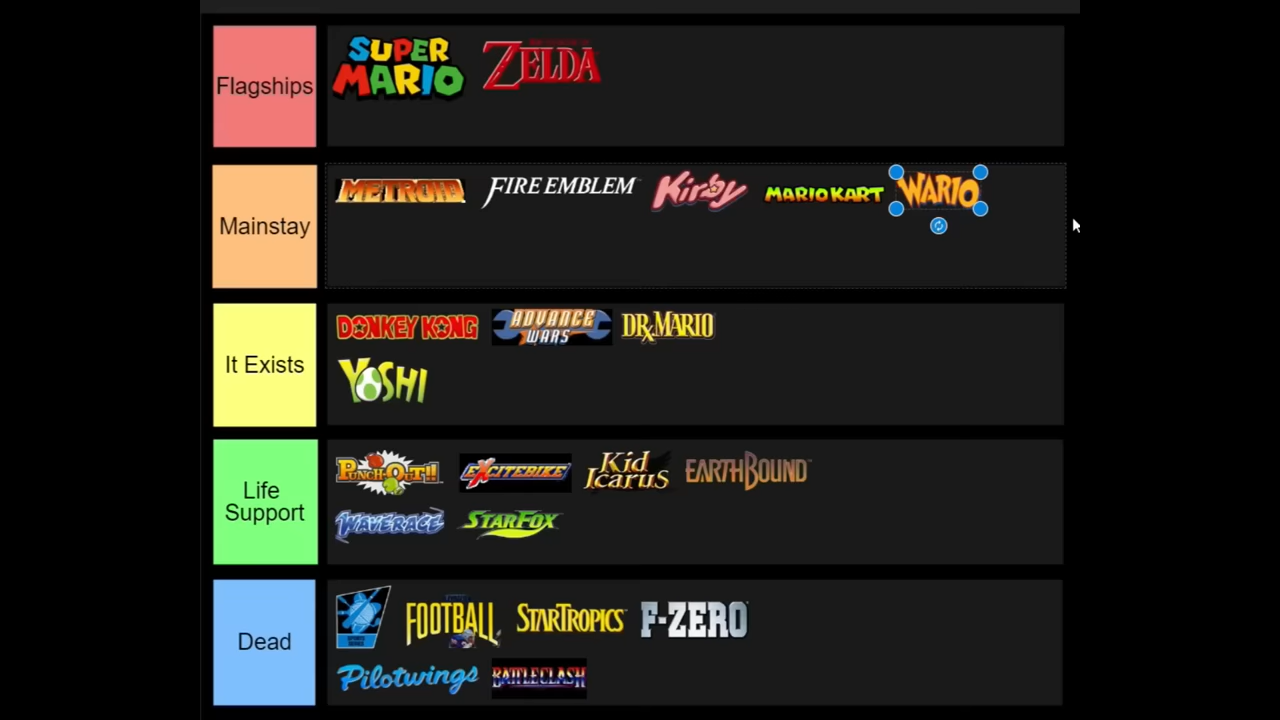 Flagships
SUPER MARIO
ZELDA
Mainstay
METROID
FIRE EMBLEM
Kirby
MARIO KART
WARIO
It Exists
DONKEY KONG
ADVANCE WARS
DR. MARIO
YOSHI
Life
Support
PUNCH-OUT!!
EXCITEBIKE
Kid Icarus
EARTHBOUND
WAVERACE
STARFOX
Dead
FOOTBALL
STARTROPICS
F-ZERO
Pilotwings
BATTLECLASH